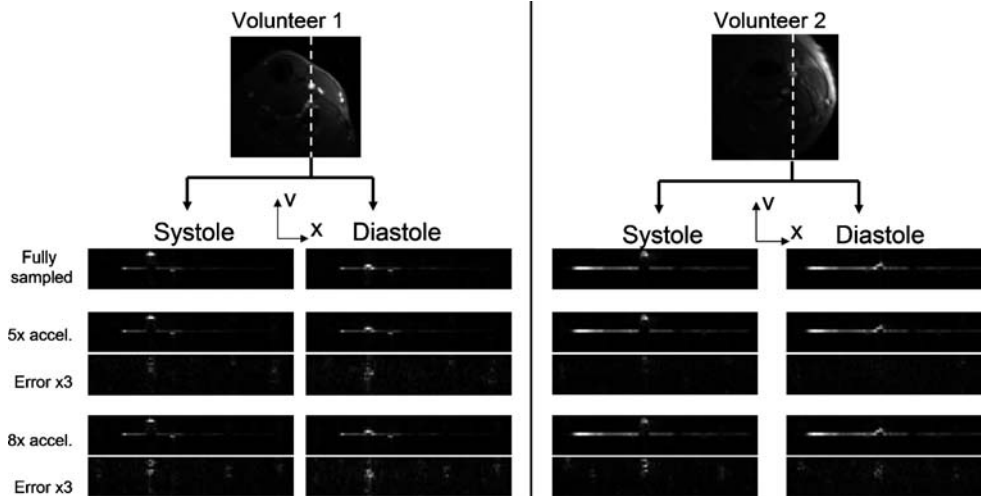 Volunteer 1
Volunteer 2
v
x
Systole
Diastole
v
x
Systole
Diastole
Fully
sampled
5x accel.
Error x3
8x accel.
Error x3